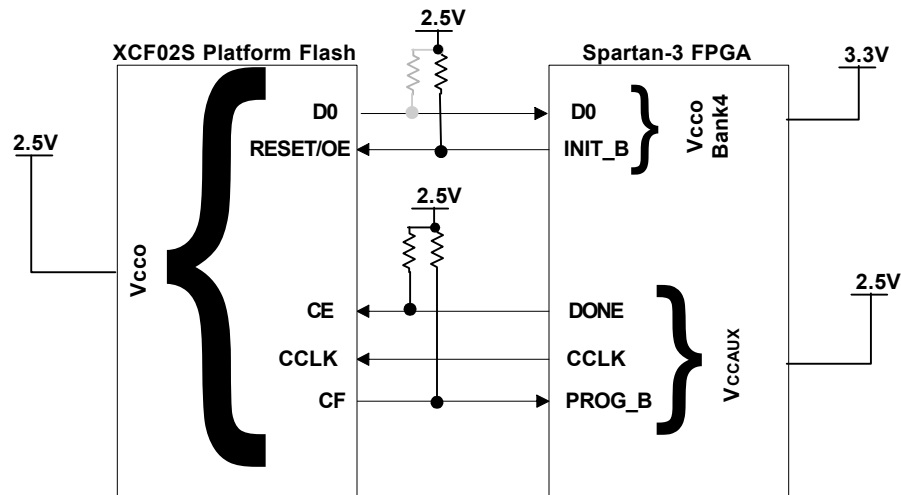 2.5V
XCF02S Platform Flash
Spartan-3 FPGA
3.3V
D0
D0
Vcco
Bank4
2.5V
RESET/OE
INIT_B
2.5V
Vcco
2.5V
CE
DONE
CCLK
CCLK
VCCAUX
CF
PROG_B